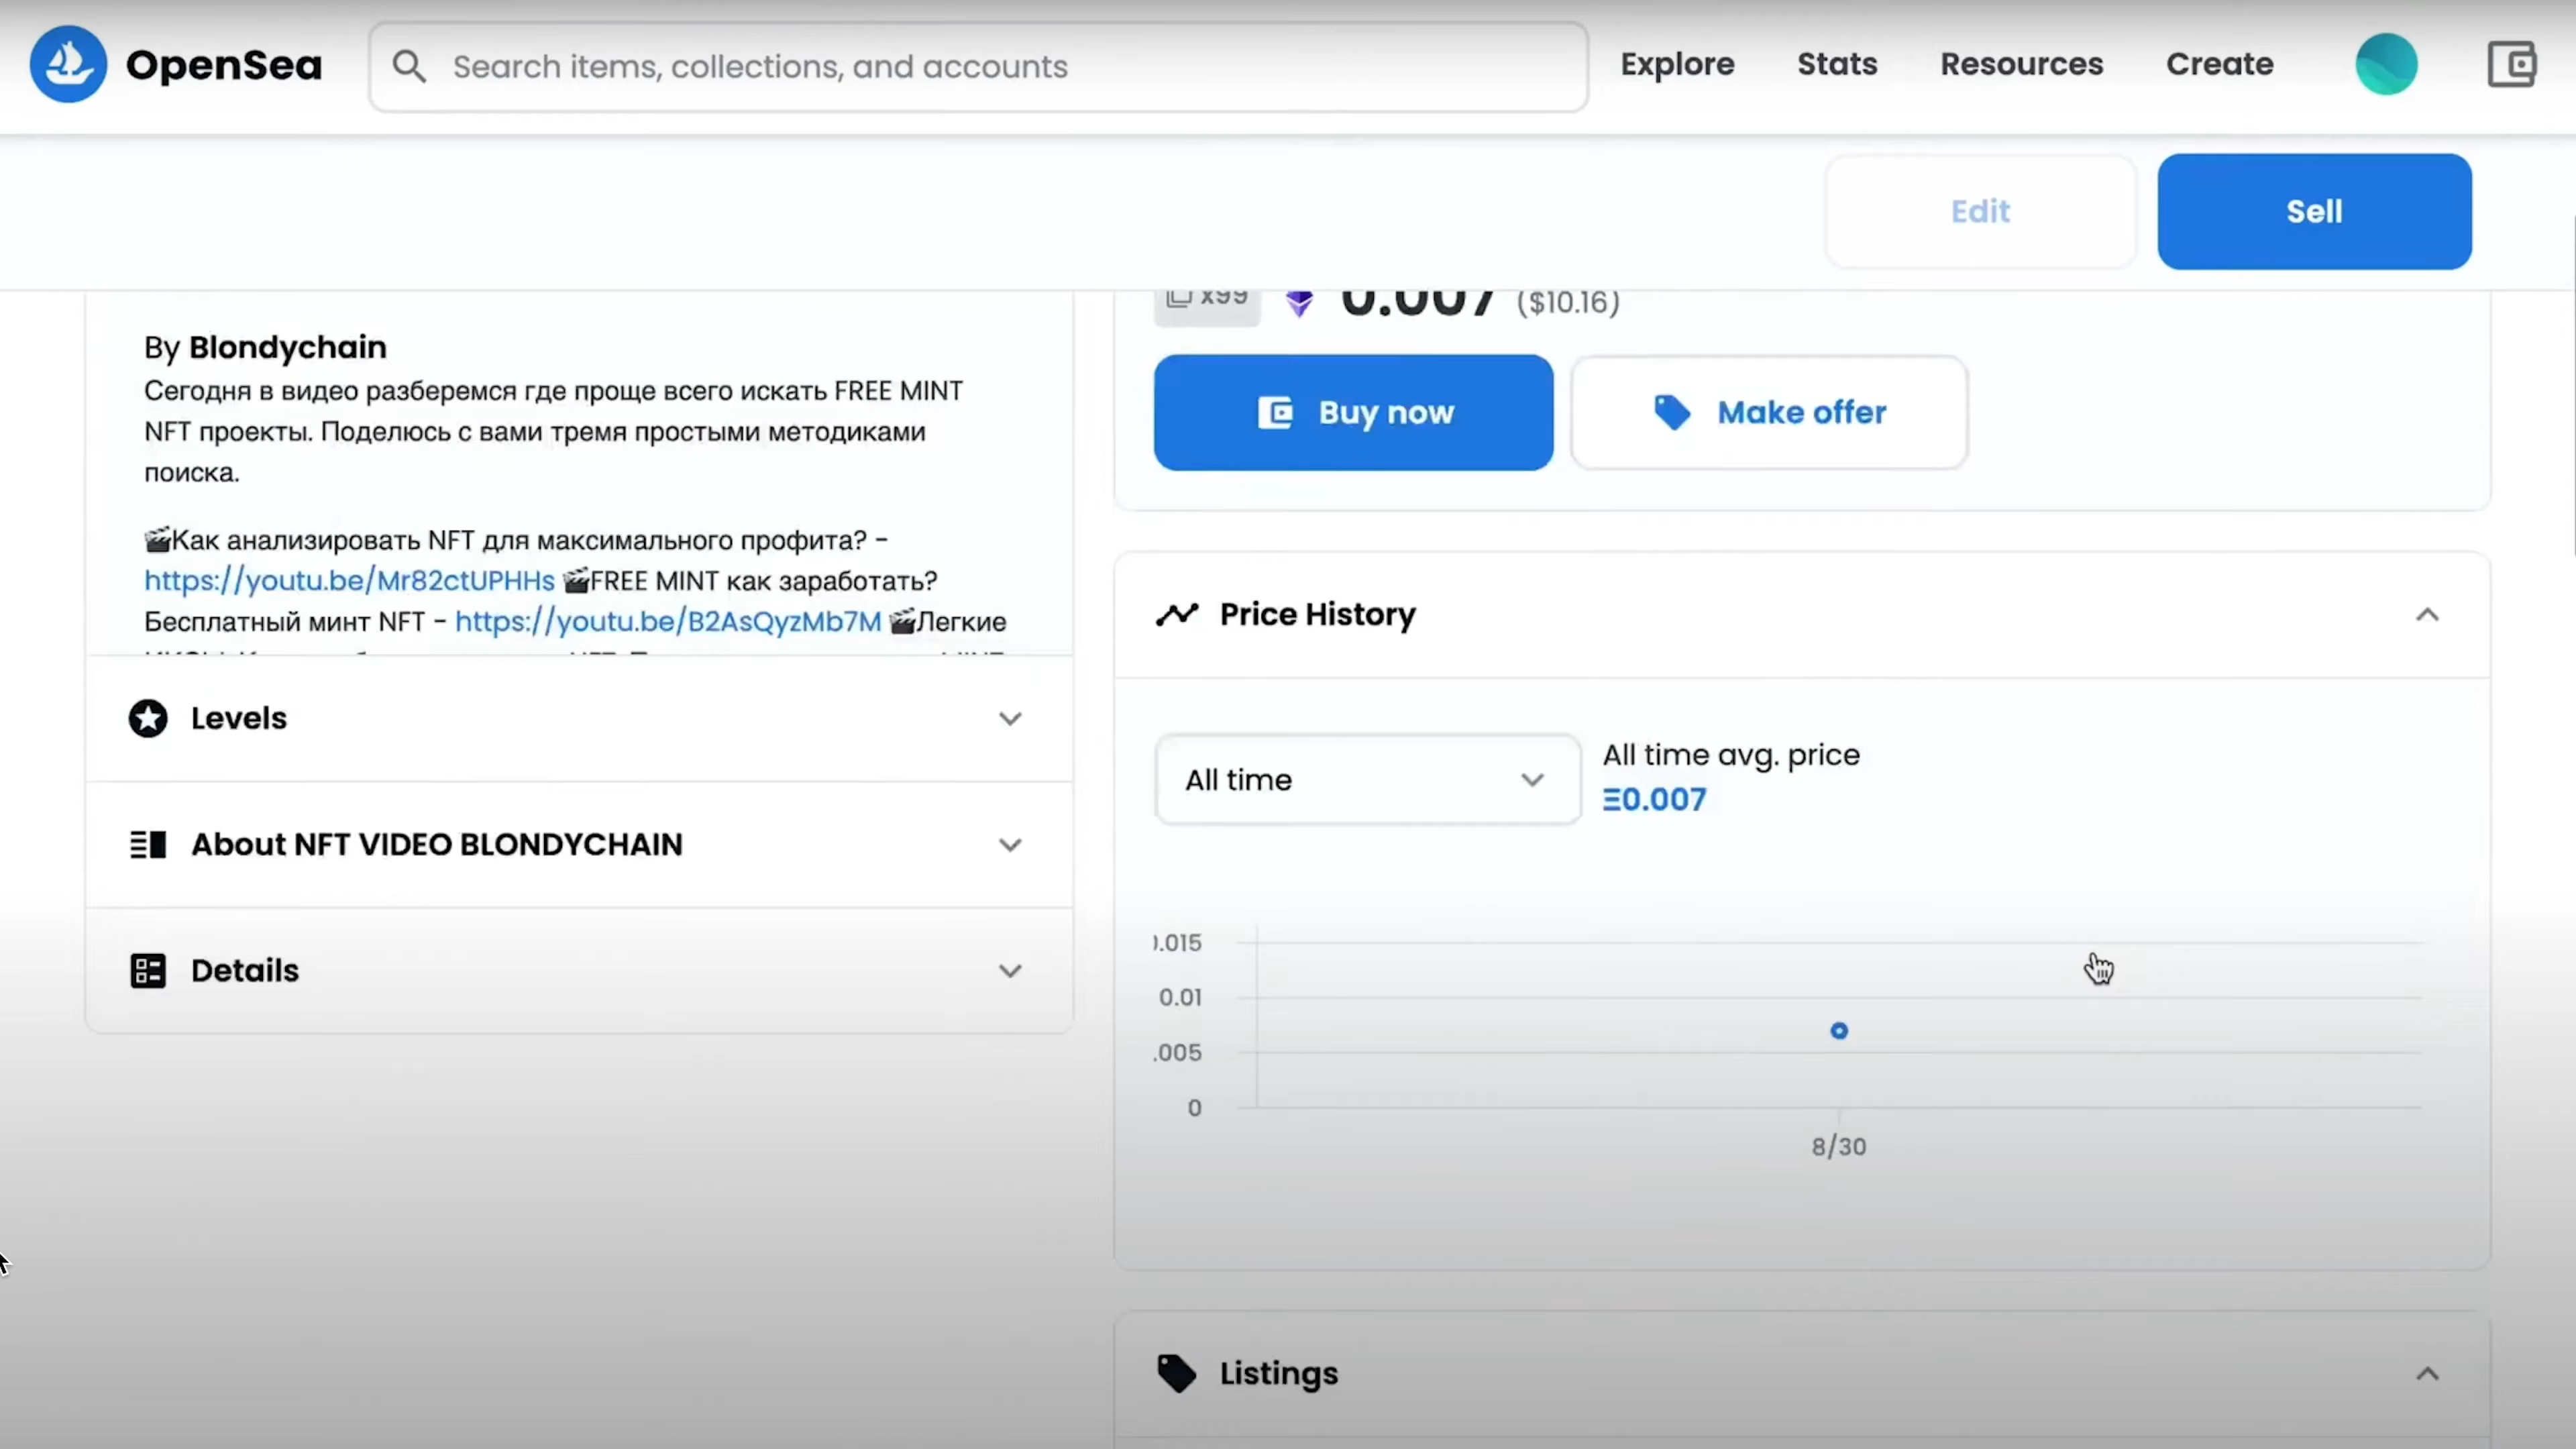 OpenSea
Search items, collections, and accounts
Explore
Stats
Resources
Create
Edit
Sell
By Blondychain
Сегодня в видео разберемся где проще всего искать FREE MINT
NFT проекты. Поделюсь с вами тремя простыми методиками
поиска.
🎬Как анализировать NFT для максимального профита? -
https://youtu.be/Mr82ctUPHHs 🎬FREE MINT как заработать?
Бесплатный минт NFT - https://youtu.be/B2AsQyzMb7M 🎬Легкие
Levels
About NFT VIDEO BLONDYCHAIN
Details
x99
0.007 ($10.16)
Buy now
Make offer
Price History
All time
All time avg. price
Ξ0.007
.015
0.01
.005
0
8/30
Listings